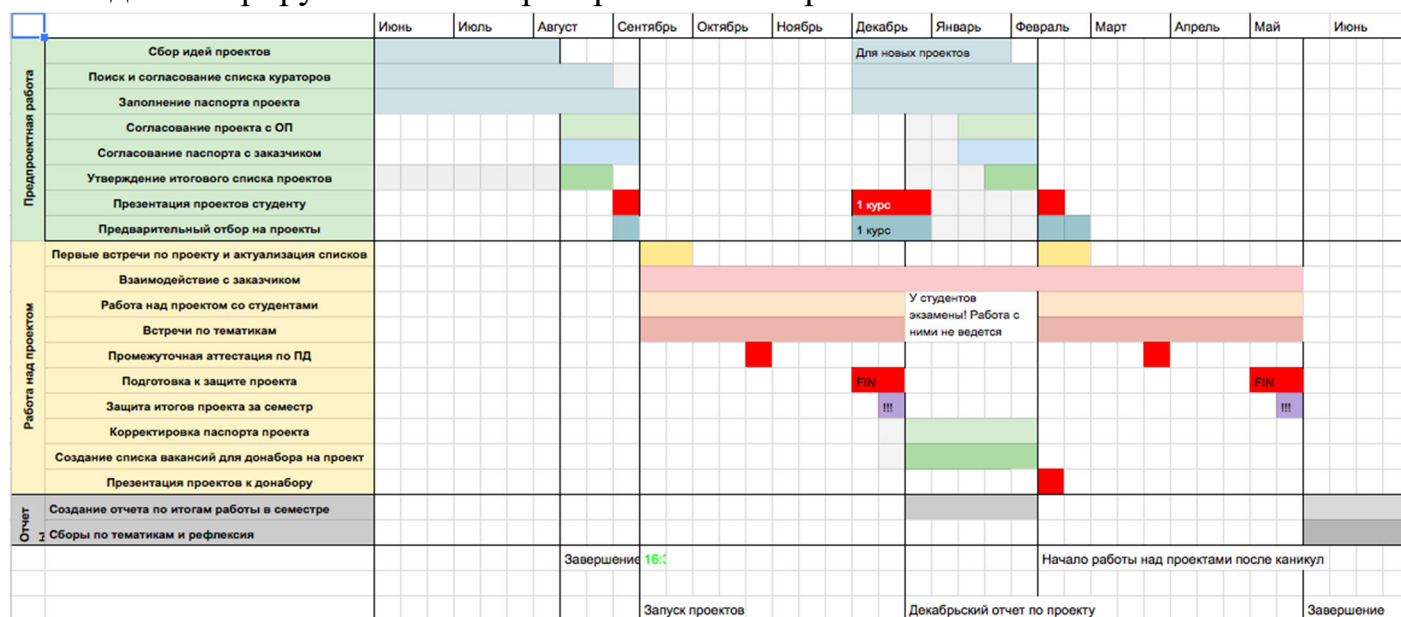 Июнь Июль Август Сентябрь Октябрь Ноябрь Декабрь Январь Февраль Март Апрель Май Июнь
Предпроектная работа
Сбор идей проектов Для новых проектов
Поиск и согласование списка кураторов
Заполнение паспорта проекта
Согласование проекта с ОП
Согласование паспорта с заказчиком
Утверждение итогового списка проектов
Презентация проектов студенту 1 курс
Предварительный отбор на проекты 1 курс
Работа над проектом
Первые встречи по проекту и актуализация списков
Взаимодействие с заказчиком
Работа над проектом со студентами
У студентов
экзамены! Работа с
ними не ведется
Встречи по тематикам
Промежуточная аттестация по ПД
Подготовка к защите проекта FIN FIN
Защита итогов проекта за семестр !!! !!!
Корректировка паспорта проекта
Создание списка вакансий для донабора на проект
Презентация проектов к донабору
Отчет
Создание отчета по итогам работы в семестре
Сборы по тематикам и рефлексия
Завершение 16:3 Начало работы над проектами после каникул
Запуск проектов Декабрьский отчет по проекту Завершение